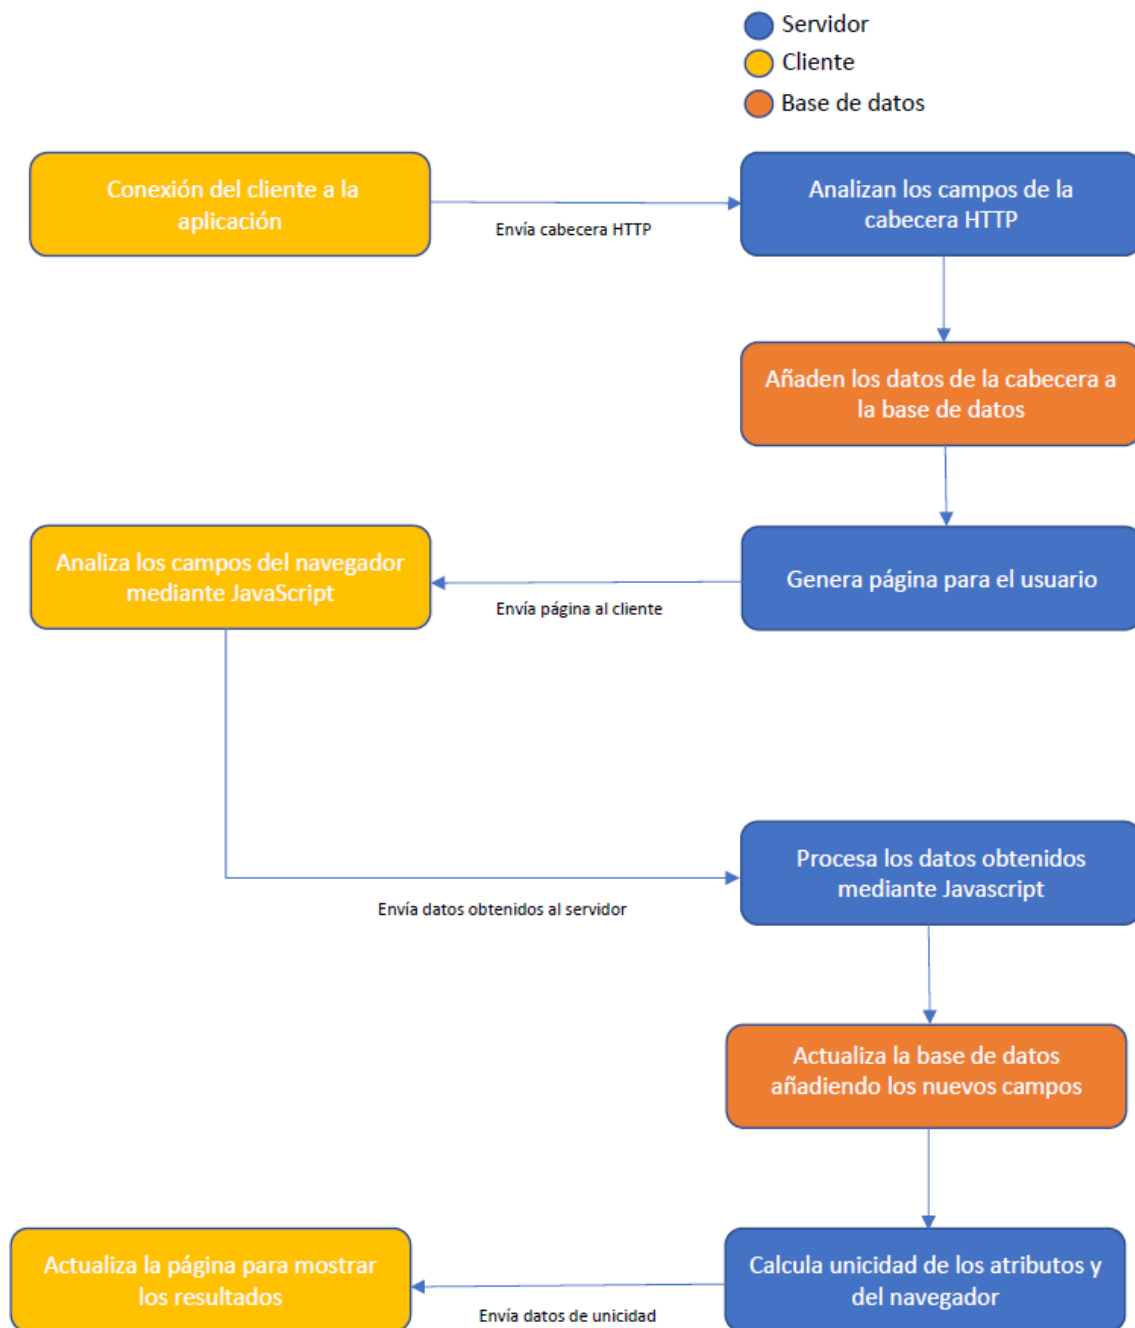 Servidor
Cliente
Base de datos
Conexión del cliente a la
aplicación
Envía cabecera HTTP
Analizan los campos de la
cabecera HTTP
Añaden los datos de la cabecera a
la base de datos
Analiza los campos del navegador
mediante JavaScript
Envía página al cliente
Genera página para el usuario
Procesa los datos obtenidos
mediante Javascript
Envía datos obtenidos al servidor
Actualiza la base de datos
añadiendo los nuevos campos
Actualiza la página para mostrar
los resultados
Envía datos de unicidad
Calcula unicidad de los atributos y
del navegador